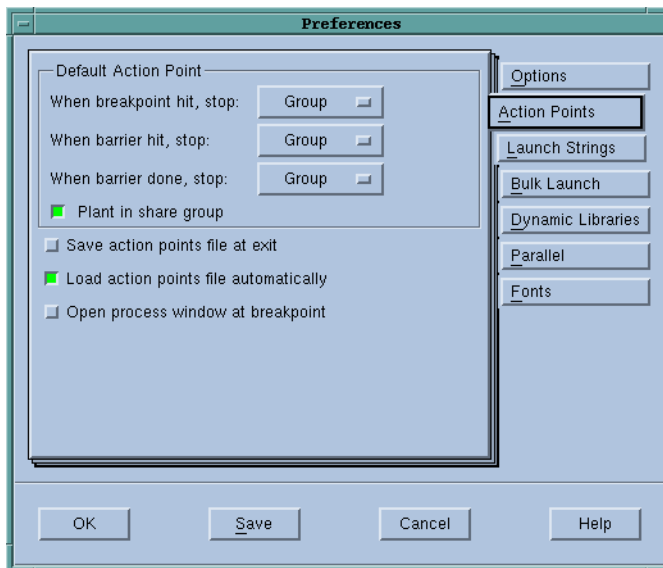 Preferences
Default Action Point
When breakpoint hit, stop: Group
When barrier hit, stop: Group
When barrier done, stop: Group
Plant in share group
Save action points file at exit
Load action points file automatically
Open process window at breakpoint
Options
Action Points
Launch Strings
Bulk Launch
Dynamic Libraries
Parallel
Fonts
OK Save Cancel Help